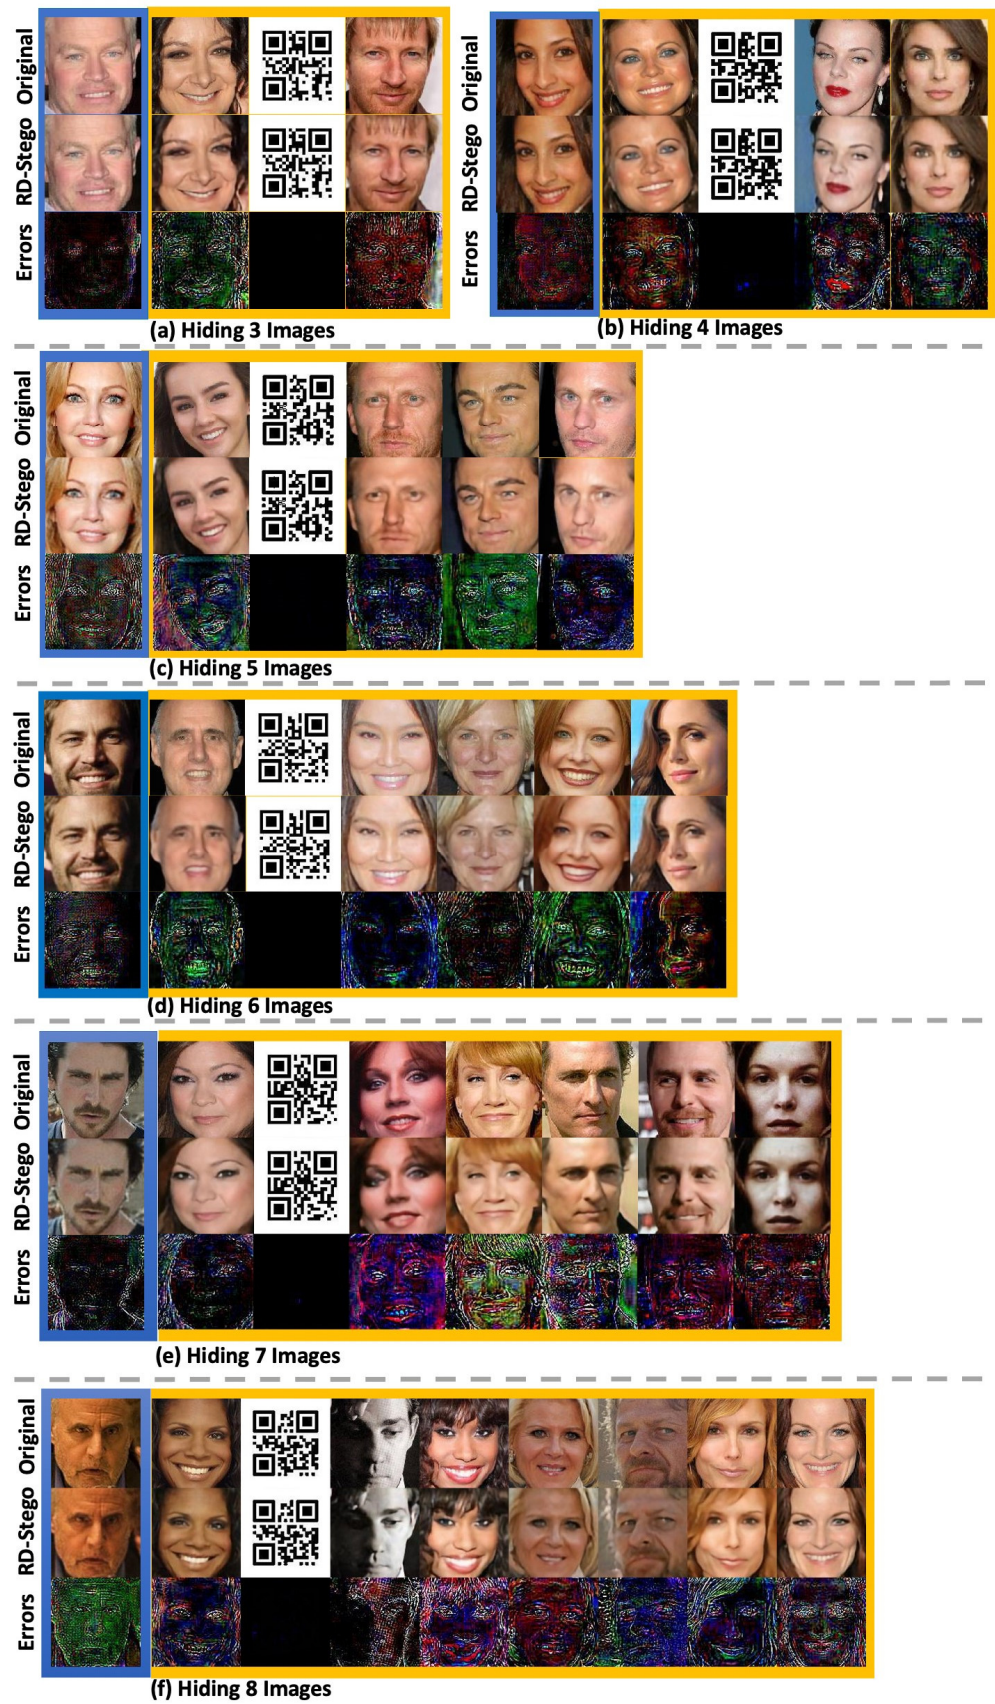 Original
RD-Stego
Errors
(a) Hiding 3 Images
Original
RD-Stego
Errors
(b) Hiding 4 Images
Original
RD-Stego
Errors
(c) Hiding 5 Images
Original
RD-Stego
Errors
(d) Hiding 6 Images
Original
RD-Stego
Errors
(e) Hiding 7 Images
Original
RD-Stego
Errors
(f) Hiding 8 Images